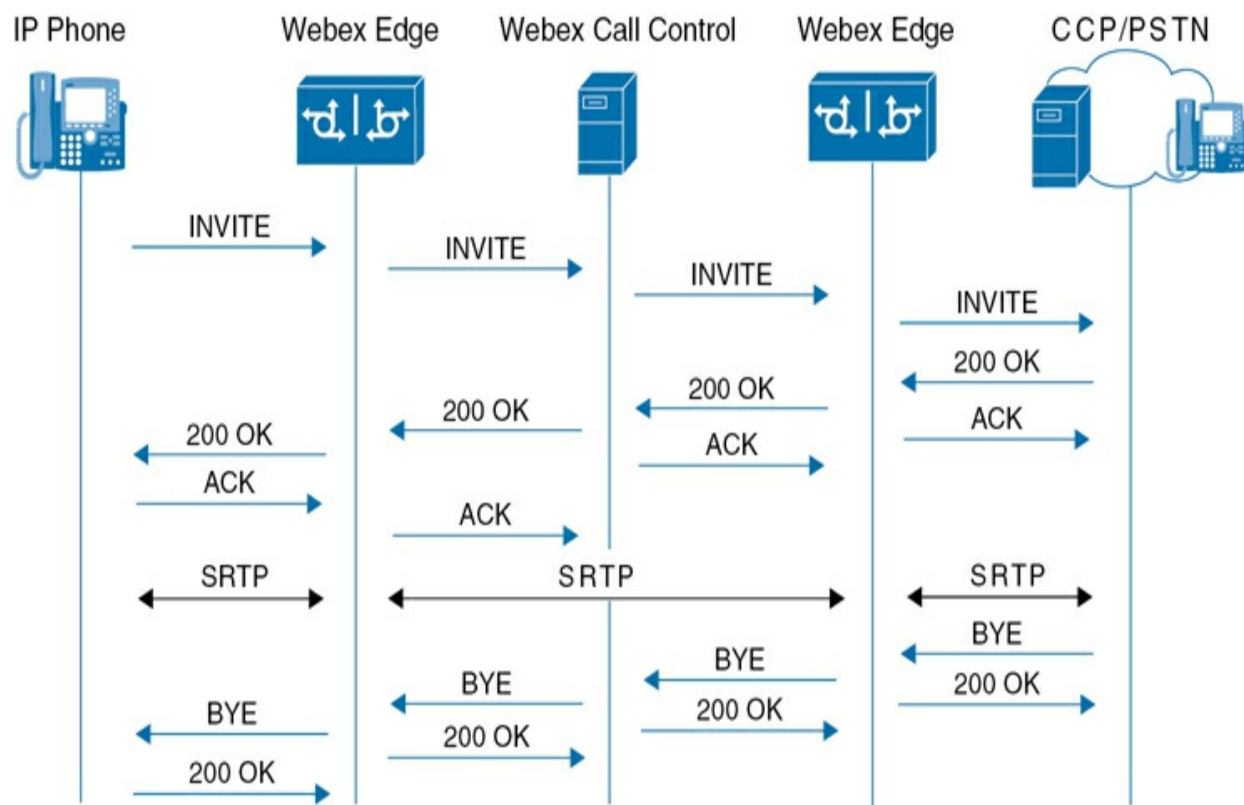 IP Phone
Webex Edge
Webex Call Control
Webex Edge
CCP/PSTN
INVITE
INVITE
INVITE
INVITE
200 OK
200 OK
200 OK
ACK
200 OK
ACK
ACK
ACK
SRTP
SRTP
SRTP
BYE
BYE
BYE
200 OK
BYE
200 OK
200 OK
200 OK